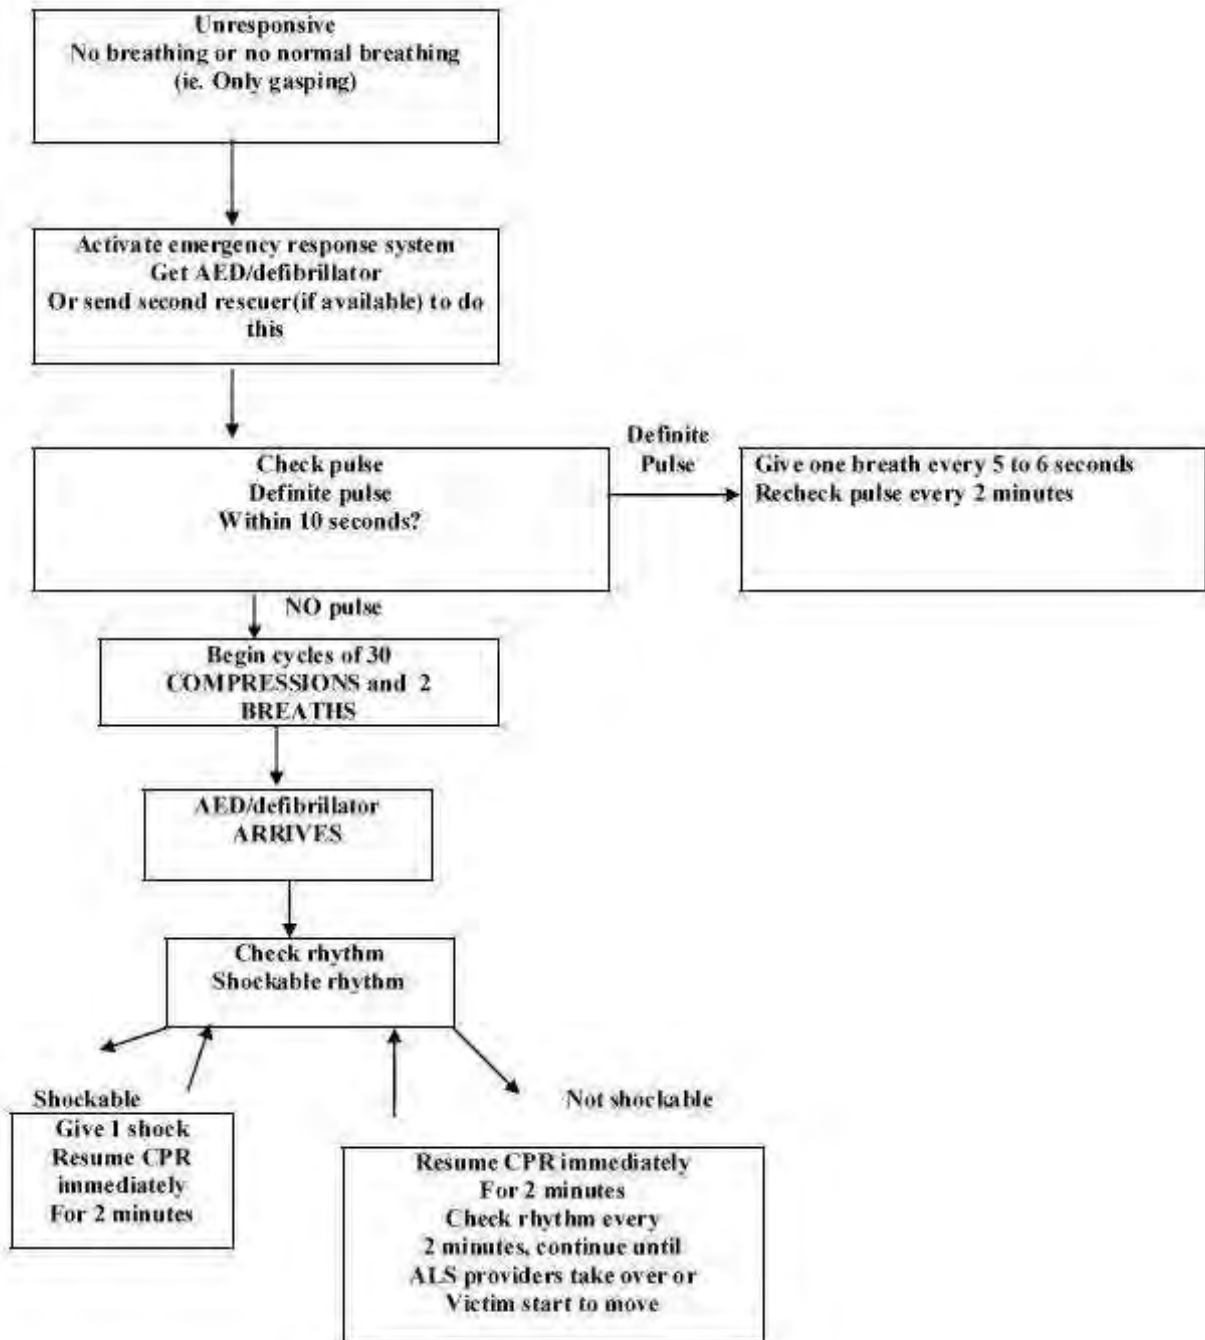 Unresponsive
No breathing or no normal breathing
(ie. Only gasping)
Activate emergency response system
Get AED/defibrillator
Or send second rescuer(if available) to do
this
Check pulse
Definite pulse
Within 10 seconds?
Definite
Pulse
Give one breath every 5 to 6 seconds
Recheck pulse every 2 minutes
NO pulse
Begin cycles of 30
COMPRESSIONS and 2
BREATHS
AED/defibrillator
ARRIVES
Check rhythm
Shockable rhythm
Shockable
Give 1 shock
Resume CPR
immediately
For 2 minutes
Not shockable
Resume CPR immediately
For 2 minutes
Check rhythm every
2 minutes, continue until
ALS providers take over or
Victim start to move